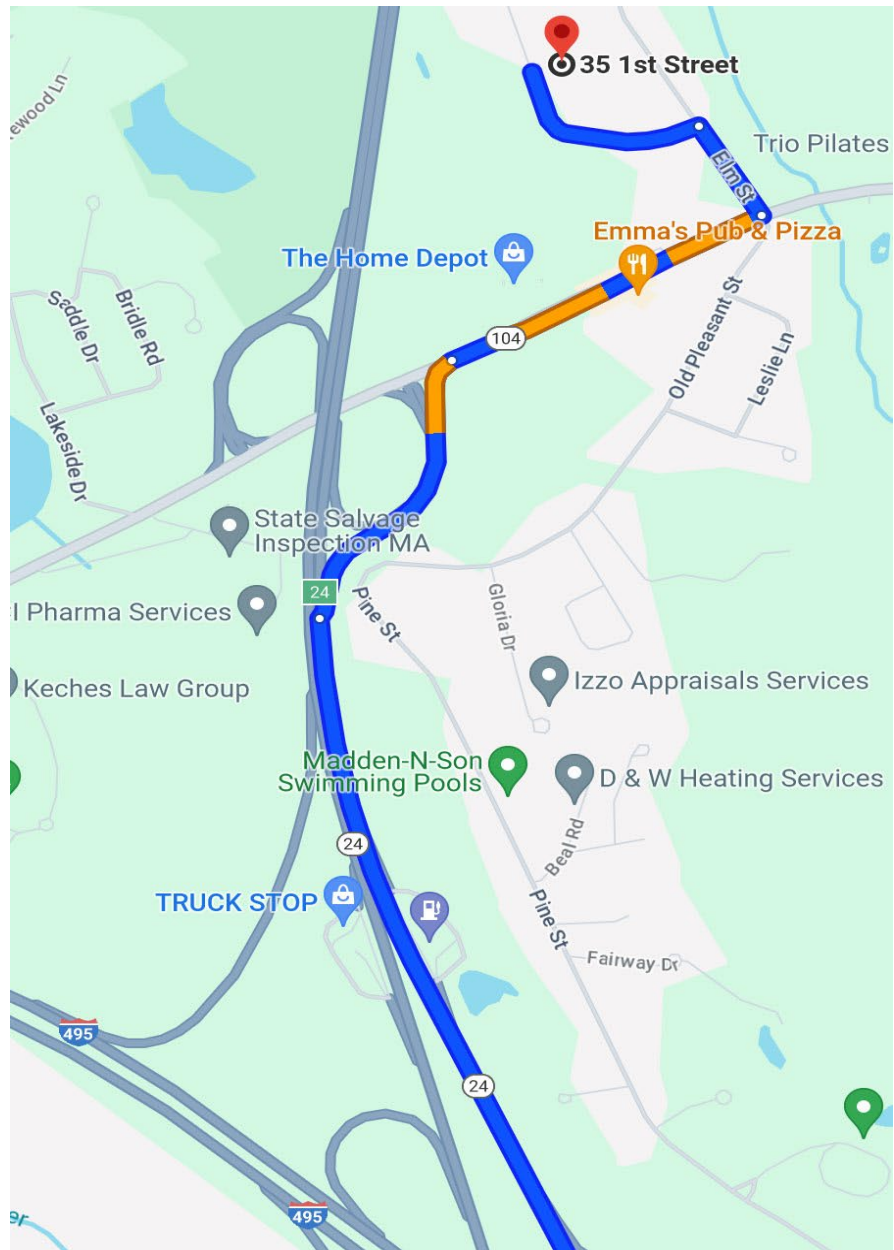 35 1st Street
ewood Ln
Trio Pilates
Elm St
Emma's Pub & Pizza
The Home Depot
Saddle Dr
Bridle Rd
104
Old Pleasant St
Leslie Ln
Lakeside Dr
State Salvage
Inspection MA
24
I Pharma Services
Pine St
Gloria Dr
Keches Law Group
Izzo Appraisals Services
Madden-N-Son
Swimming Pools
D & W Heating Services
24
Beal Rd
TRUCK STOP
Pine St
Fairway Dr
495
24
495
er